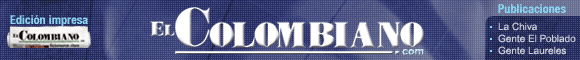 Edición impresa
EL COLOMBIANO
EL COLOMBIANO
.com
Publicaciones
• La Chiva
• Gente El Poblado
• Gente Laureles